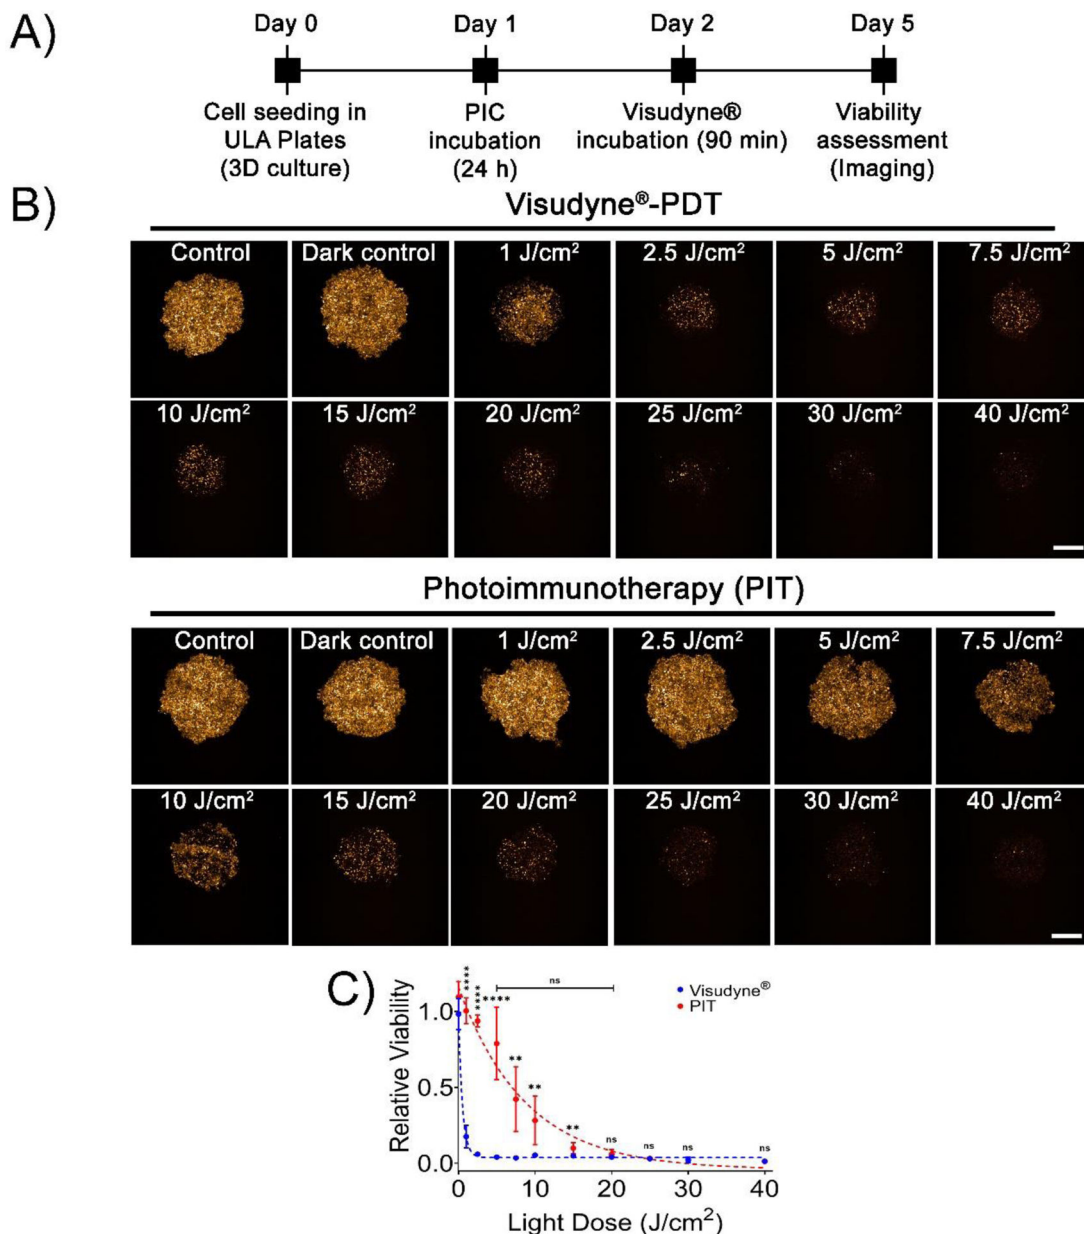 A)
Day 0 Day 1 Day 2 Day 5
Cell seeding in PIC Visudyne® Viability
ULA Plates incubation incubation (90 min) assessment
(3D culture) (24 h) (Imaging)
B)
Visudyne®-PDT
Control Dark control 1 J/cm² 2.5 J/cm² 5 J/cm² 7.5 J/cm²
10 J/cm² 15 J/cm² 20 J/cm² 25 J/cm² 30 J/cm² 40 J/cm²
Photoimmunotherapy (PIT)
Control Dark control 1 J/cm² 2.5 J/cm² 5 J/cm² 7.5 J/cm²
10 J/cm² 15 J/cm² 20 J/cm² 25 J/cm² 30 J/cm² 40 J/cm²
C)
ns
Visudyne®
PIT
**** **** ****
**
**
**
ns ns ns ns
Relative Viability
1.0
0.5
0.0
0 10 20 30 40
Light Dose (J/cm²)